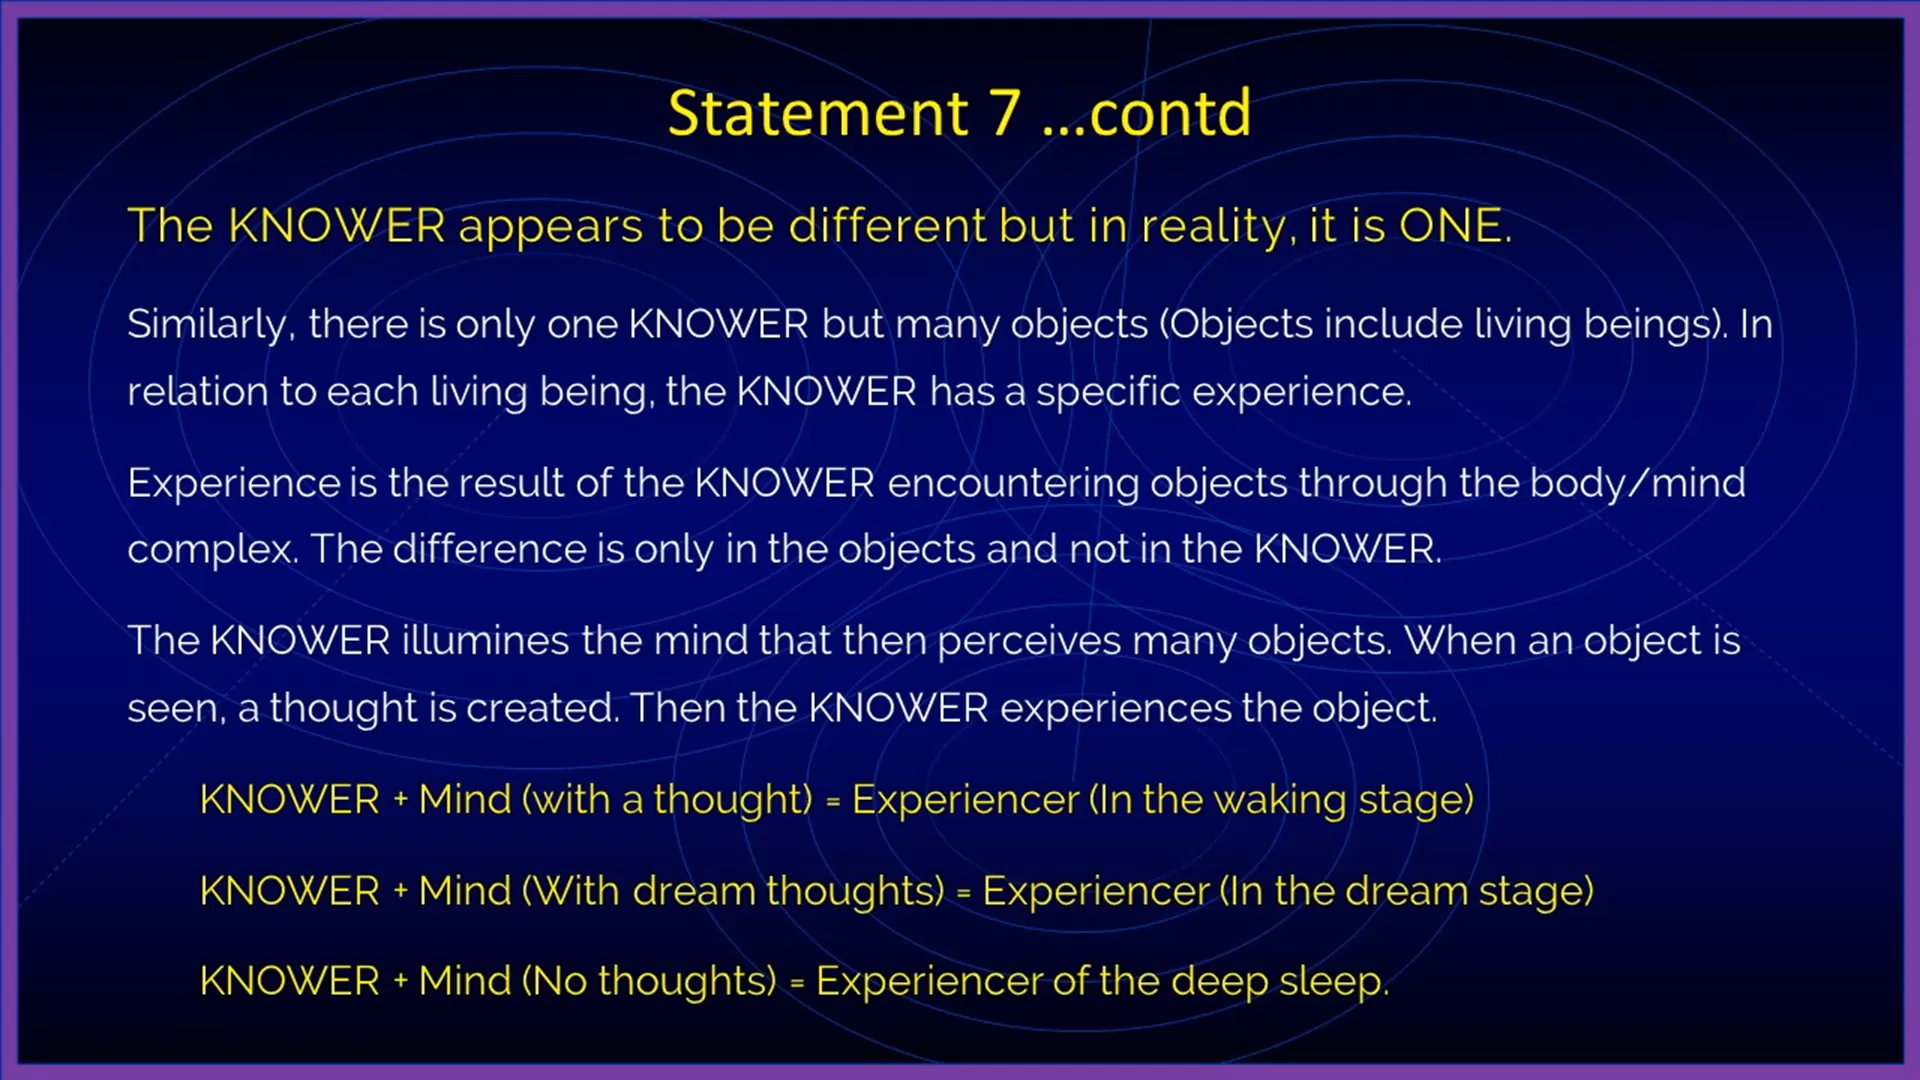 Statement 7 ...contd
The KNOWER appears to be different but in reality, it is ONE.
Similarly, there is only one KNOWER but many objects (Objects include living beings). In
relation to each living being, the KNOWER has a specific experience.
Experience is the result of the KNOWER encountering objects through the body/mind
complex. The difference is only in the objects and not in the KNOWER.
The KNOWER illumines the mind that then perceives many objects. When an object is
seen, a thought is created. Then the KNOWER experiences the object.
KNOWER + Mind (with a thought) = Experiencer (In the waking stage)
KNOWER + Mind (With dream thoughts) = Experiencer (In the dream stage)
KNOWER + Mind (No thoughts) = Experiencer of the deep sleep.